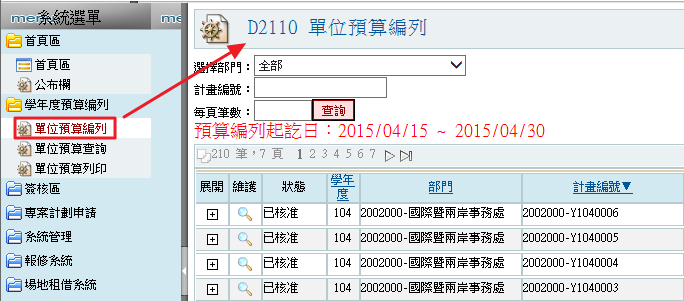 系統選單
首頁區
首頁區
公布欄
學年度預算編列
單位預算編列
單位預算查詢
單位預算列印
簽核區
專案計劃申請
系統管理
報修系統
場地租借系統
D2110 單位預算編列
選擇部門：全部
計畫編號：
每頁筆數： 查詢
預算編列起訖日：2015/04/15 ~ 2015/04/30
210 筆，7 頁 1 2 3 4 5 6 7
展開 維護 狀態 學年度 部門 計畫編號▼
已核准 104 2002000-國際暨兩岸事務處 2002000-Y1040006
已核准 104 2002000-國際暨兩岸事務處 2002000-Y1040005
已核准 104 2002000-國際暨兩岸事務處 2002000-Y1040004
已核准 104 2002000-國際暨兩岸事務處 2002000-Y1040003